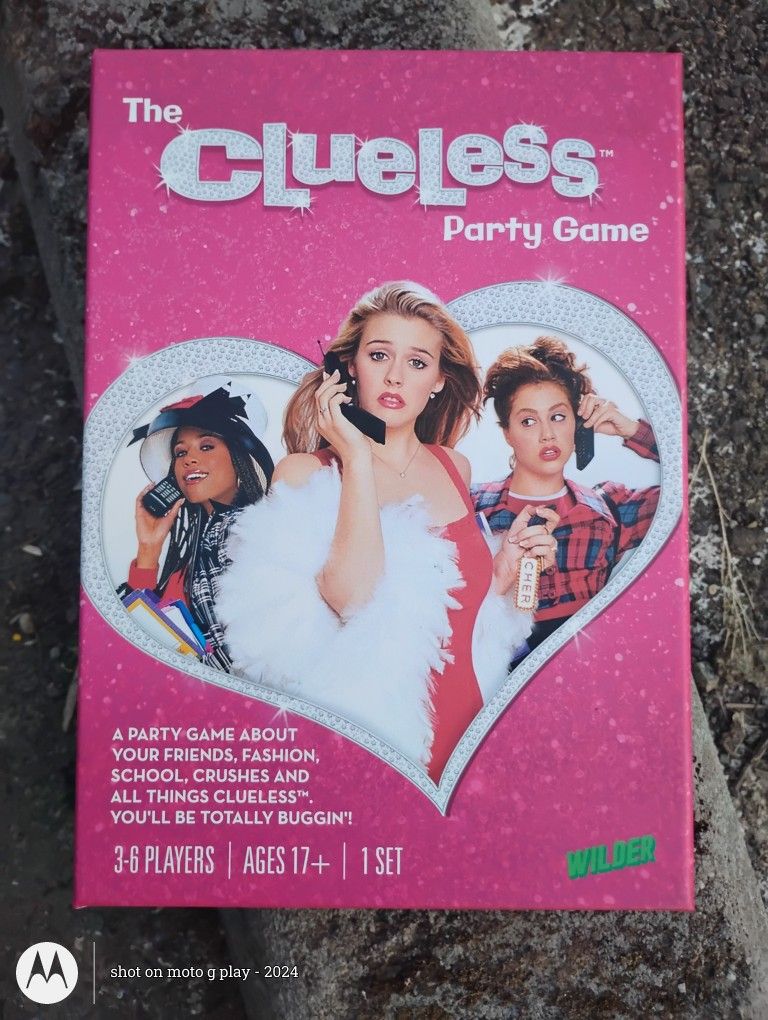 The
CLUELESS™
Party Game
CHER
A PARTY GAME ABOUT
YOUR FRIENDS, FASHION,
SCHOOL, CRUSHES AND
ALL THINGS CLUELESS™.
YOU'LL BE TOTALLY BUGGIN'!
3-6 PLAYERS | AGES 17+ | 1 SET
WILDER
shot on moto g play - 2024